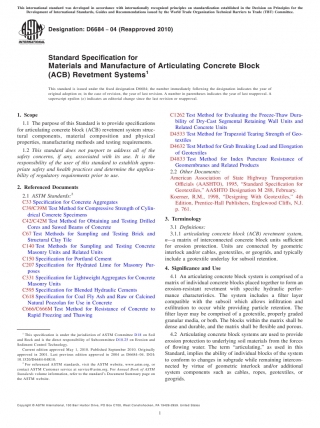 This international standard was developed in accordance with internationally recognized principles on standardization established in the Decision on Principles for the
Development of International Standards, Guides and Recommendations issued by the World Trade Organization Technical Barriers to Trade (TBT) Committee.
Designation: D6684 - 04 (Reapproved 2010)
Standard Specification for
Materials and Manufacture of Articulating Concrete Block
(ACB) Revetment Systems1
This standard is issued under the fixed designation D6684; the number immediately following the designation indicates the year of
original adoption or, in the case of revision, the year of last revision. A number in parentheses indicates the year of last reapproval. A
superscript epsilon (ε) indicates an editorial change since the last revision or reapproval.
1. Scope
1.1 The purpose of this Standard is to provide specifications
for articulating concrete block (ACB) revetment system struc-
tural components, material composition and physical
properties, manufacturing methods and testing requirements.
1.2 This standard does not purport to address all of the
safety concerns, if any, associated with its use. It is the
responsibility of the user of this standard to establish appro-
priate safety and health practices and determine the applica-
bility of regulatory requirements prior to use.
2. Referenced Documents
2.1 ASTM Standards:2
C33 Specification for Concrete Aggregates
C39/C39M Test Method for Compressive Strength of Cylin-
drical Concrete Specimens
C42/C42M Test Method for Obtaining and Testing Drilled
Cores and Sawed Beams of Concrete
C67 Test Methods for Sampling and Testing Brick and
Structural Clay Tile
C140 Test Methods for Sampling and Testing Concrete
Masonry Units and Related Units
C150 Specification for Portland Cement
C207 Specification for Hydrated Lime for Masonry Pur-
poses
C331 Specification for Lightweight Aggregates for Concrete
Masonry Units
C595 Specification for Blended Hydraulic Cements
C618 Specification for Coal Fly Ash and Raw or Calcined
Natural Pozzolan for Use in Concrete
C666/C666M Test Method for Resistance of Concrete to
Rapid Freezing and Thawing
1 This specification is under the jurisdiction of ASTM Committee D18 on Soil
and Rock and is the direct responsibility of Subcommittee D18.25 on Erosion and
Sediment Control Technology.
Current edition approved May 1, 2010. Published September 2010. Originally
approved in 2001. Last previous edition approved in 2004 as
2 For referenced ASTM standards, visit the ASTM website, www.astm.org, or
contact ASTM Customer Service at service@astm.org. For Annual Book of ASTM
Standards volume information, refer to the standard's Document Summary page on
the ASTM website.
C1262 Test Method for Evaluating the Freeze-Thaw Dura-
bility of Dry-Cast Segmental Retaining Wall Units and
Related Concrete Units
D4533 Test Method for Trapezoid Tearing Strength of Geo-
textiles
D4632 Test Method for Grab Breaking Load and Elongation
of Geotextiles
D4833 Test Method for Index Puncture Resistance of
Geomembranes and Related Products
2.2 Other Documents:
American Association of State Highway Transportation
Officials (AASHTO), 1995. "Standard Specification for
Geotextiles," AASHTO Designation M 288, February.
Koerner, R.M., 1998, "Designing With Geotextiles," 4th
Edition, Prentice-Hall Publishers, Englewood Cliffs, N.J.
p. 761.
3. Terminology
3.1 Definitions:
3.1.1 articulating concrete block (ACB) revetment system,
n—a matrix of interconnected concrete block units sufficient
for erosion protection. Units are connected by geometric
interlock and/or cables, geotextiles, or geogrids, and typically
include a geotextile underlay for subsoil retention.
4. Significance and Use
4.1 An articulating concrete block system is comprised of a
matrix of individual concrete blocks placed together to form an
erosion-resistant revetment with specific hydraulic perfor-
mance characteristics. The system includes a filter layer
compatible with the subsoil which allows infiltration and
exfiltration to occur while providing particle retention. The
filter layer may be comprised of a geotextile, properly graded
granular media, or both. The blocks within the matrix shall be
dense and durable, and the matrix shall be flexible and porous.
4.2 Articulating concrete block systems are used to provide
erosion protection to underlying soil materials from the forces
of flowing water. The term "articulating," as used in this
Standard, implies the ability of individual blocks of the system
to conform to changes in subgrade while remaining intercon-
nected by virtue of geometric interlock and/or additional
system components such as cables, ropes, geotextiles, or
geogrids.
Copyright © ASTM International, 100 Barr Harbor Drive, PO Box C700, West Conshohocken, PA 19428-2959. United States
1